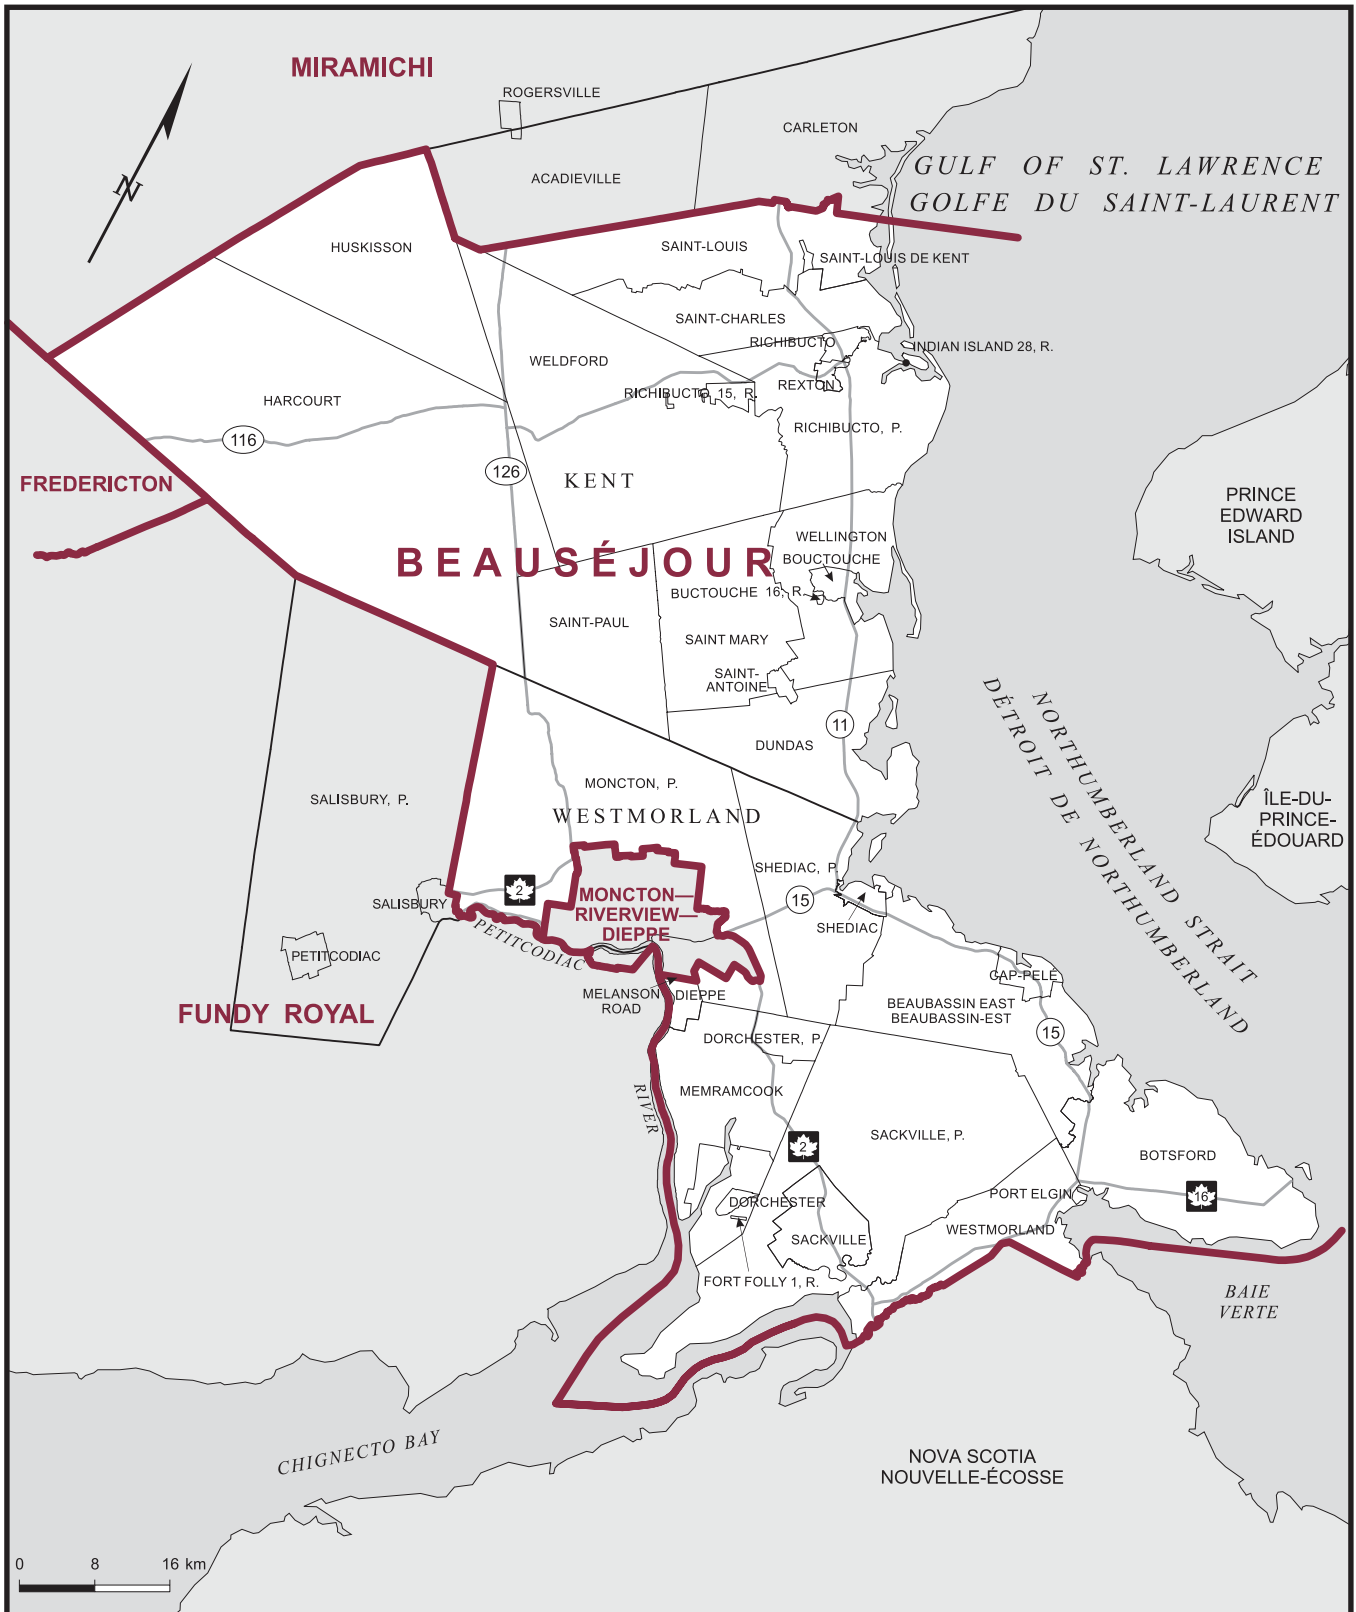 MIRAMICHI
ROGERSVILLE
CARLETON
GULF OF ST. LAWRENCE
GOLFE DU SAINT-LAURENT
ACADIEVILLE
N
HUSKISSON
SAINT-LOUIS
SAINT-LOUIS DE KENT
SAINT-CHARLES
RICHIBUCTO
INDIAN ISLAND 28, R.
WELDFORD
REXTON
RICHIBUCTO 15, R.
HARCOURT
RICHIBUCTO, P.
116
126
KENT
FREDERICTON
PRINCE
EDWARD
ISLAND
WELLINGTON
BEAUSÉJOUR
BOUCTOUCHE
BUCTOUCHE 16, R.
SAINT-PAUL
SAINT MARY
SAINT-
ANTOINE
NORTHUMBERLAND STRAIT
DÉTROIT DE NORTHUMBERLAND
11
DUNDAS
MONCTON, P.
SALISBURY, P.
WESTMORLAND
ÎLE-DU-
PRINCE-
ÉDOUARD
SHEDIAC, P.
2
MONCTON—
RIVERVIEW—
DIEPPE
15
SALISBURY
SHEDIAC
PETITCODIAC
PETITCODIAC
CAP-PELÉ
MELANSON
ROAD
DIEPPE
BEAUBASSIN EAST
BEAUBASSIN-EST
FUNDY ROYAL
15
DORCHESTER, P.
MEMRAMCOOK
RIVER
2
SACKVILLE, P.
BOTSFORD
PORT ELGIN
16
DORCHESTER
WESTMORLAND
SACKVILLE
FORT FOLLY 1, R.
BAIE
VERTE
CHIGNECTO BAY
NOVA SCOTIA
NOUVELLE-ÉCOSSE
0 8 16 km